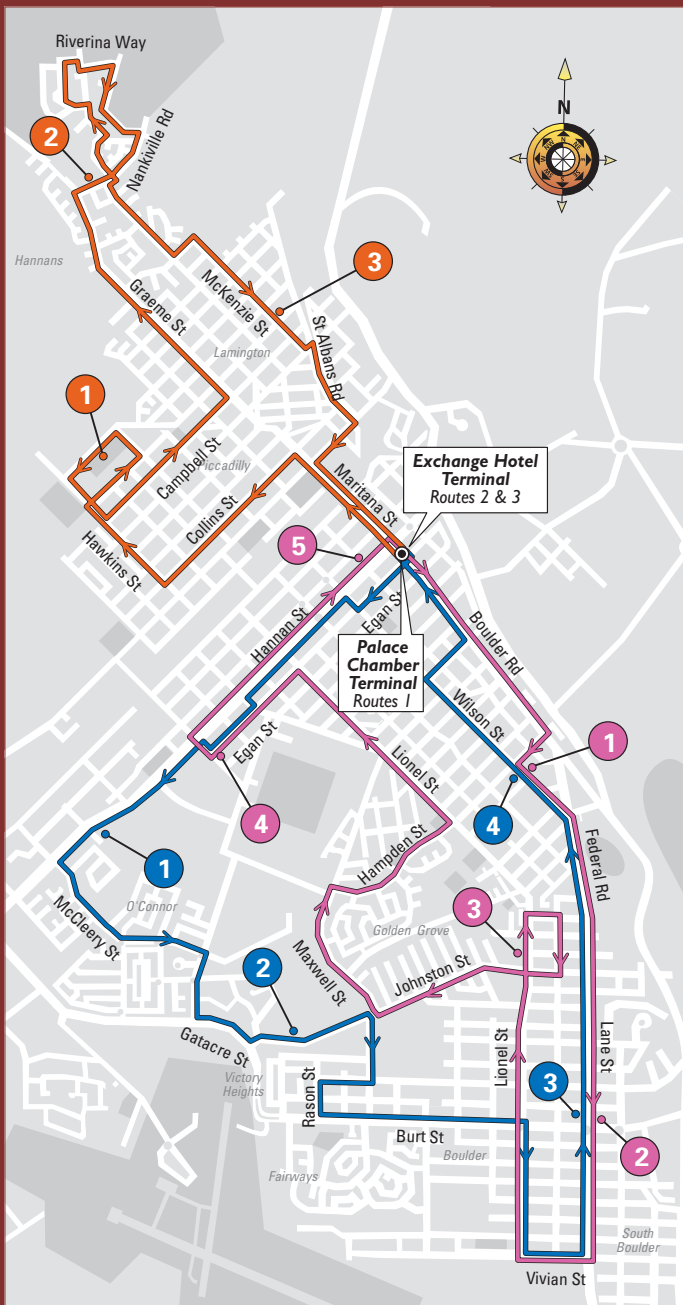 Riverina Way
N
2
Nankiville Rd
Hannans
3
McKenzie St
Graeme St
St Albans Rd
Lamington
1
Campbell St
Piccadilly
Maritana St
Exchange Hotel
Terminal
Routes 2 & 3
Collins St
Hawkins St
5
Hannan St
Egan St
Boulder Rd
Palace
Chamber
Terminal
Routes 1
Wilson St
Egan St
Lionel St
1
4
4
Hampden St
Federal Rd
1
O'Connor
McCleery St
Golden Grove
3
2
Maxwell St
Johnston St
Gatacre St
Lionel St
Lane St
Victory
Heights
Rason St
3
Burt St
2
Boulder
Fairways
South
Boulder
Vivian St